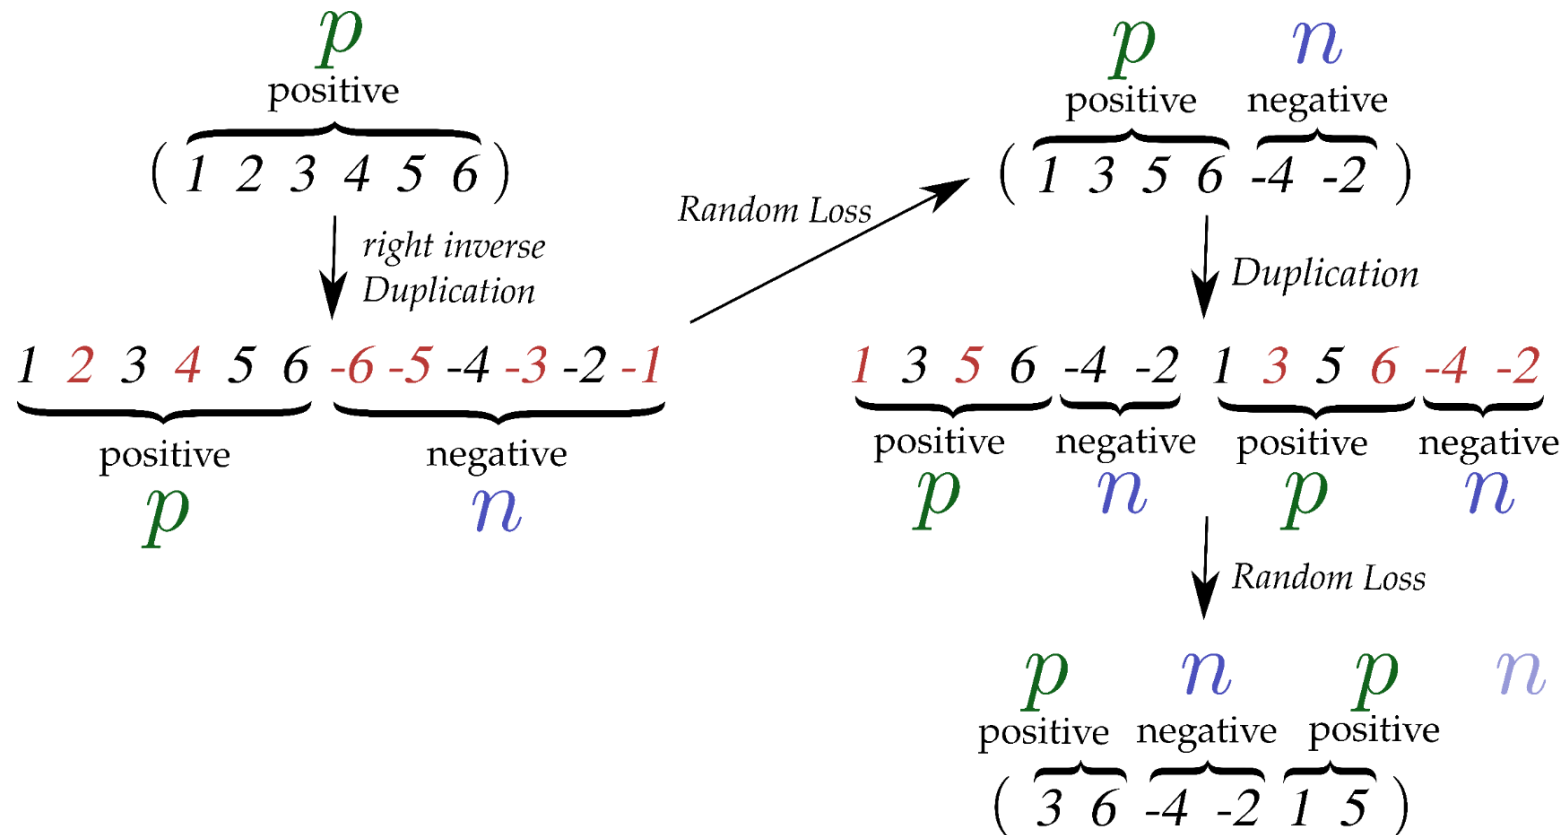 p
positive
( 1 2 3 4 5 6 )
right inverse
Duplication
1 2 3 4 5 6 -6 -5 -4 -3 -2 -1
positive negative
p n
Random Loss
p n
positive negative
( 1 3 5 6 -4 -2 )
Duplication
1 3 5 6 -4 -2 1 3 5 6 -4 -2
positive negative positive negative
p n p n
Random Loss
p n p n
positive negative positive
( 3 6 -4 -2 1 5 )